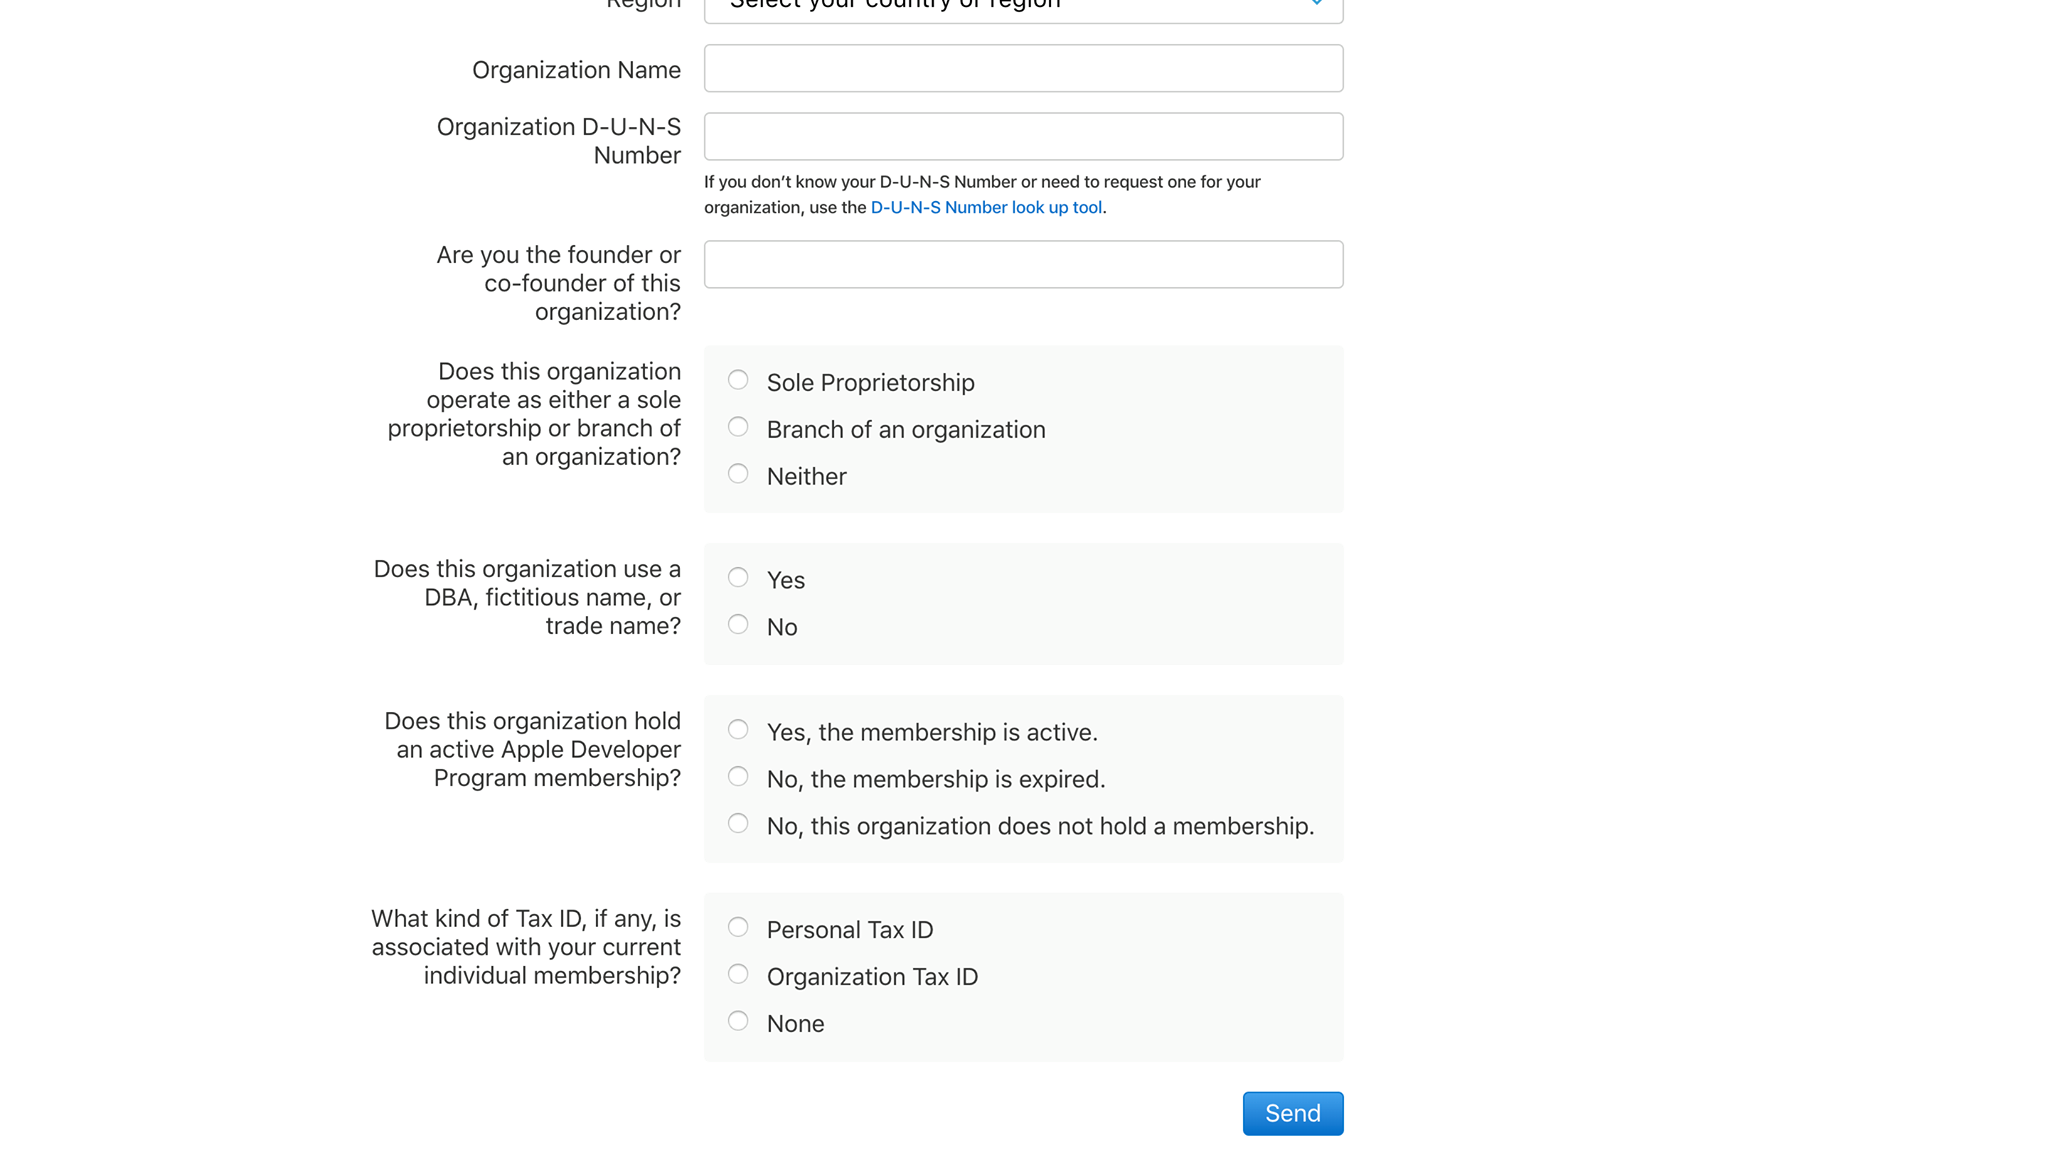 Region
Select your country or region
Organization Name
Organization D-U-N-S
Number
If you don’t know your D-U-N-S Number or need to request one for your
organization, use the D-U-N-S Number look up tool.
Are you the founder or
co-founder of this
organization?
Does this organization
operate as either a sole
proprietorship or branch of
an organization?
Sole Proprietorship
Branch of an organization
Neither
Does this organization use a
DBA, fictitious name, or
trade name?
Yes
No
Does this organization hold
an active Apple Developer
Program membership?
Yes, the membership is active.
No, the membership is expired.
No, this organization does not hold a membership.
What kind of Tax ID, if any, is
associated with your current
individual membership?
Personal Tax ID
Organization Tax ID
None
Send